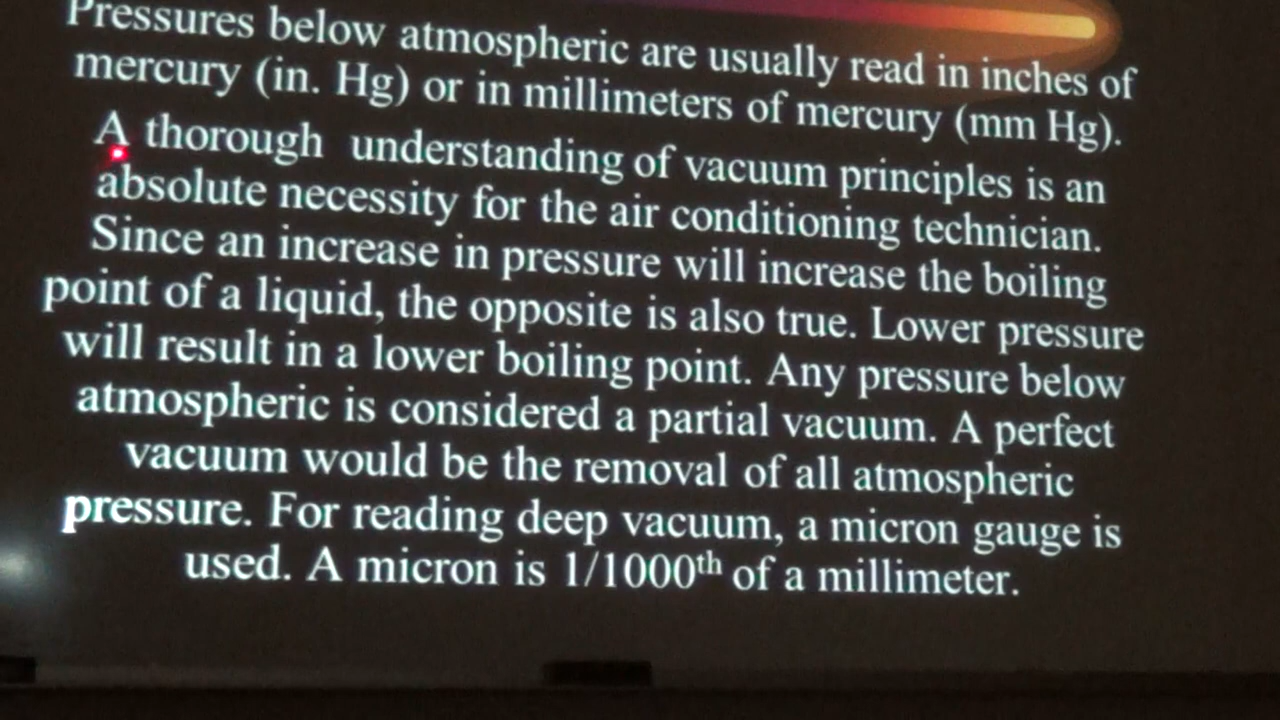 Pressures below atmospheric are usually read in inches of
mercury (in. Hg) or in millimeters of mercury (mm Hg).
A thorough understanding of vacuum principles is an
absolute necessity for the air conditioning technician.
Since an increase in pressure will increase the boiling
point of a liquid, the opposite is also true. Lower pressure
will result in a lower boiling point. Any pressure below
atmospheric is considered a partial vacuum. A perfect
vacuum would be the removal of all atmospheric
pressure. For reading deep vacuum, a micron gauge is
used. A micron is 1/1000th of a millimeter.